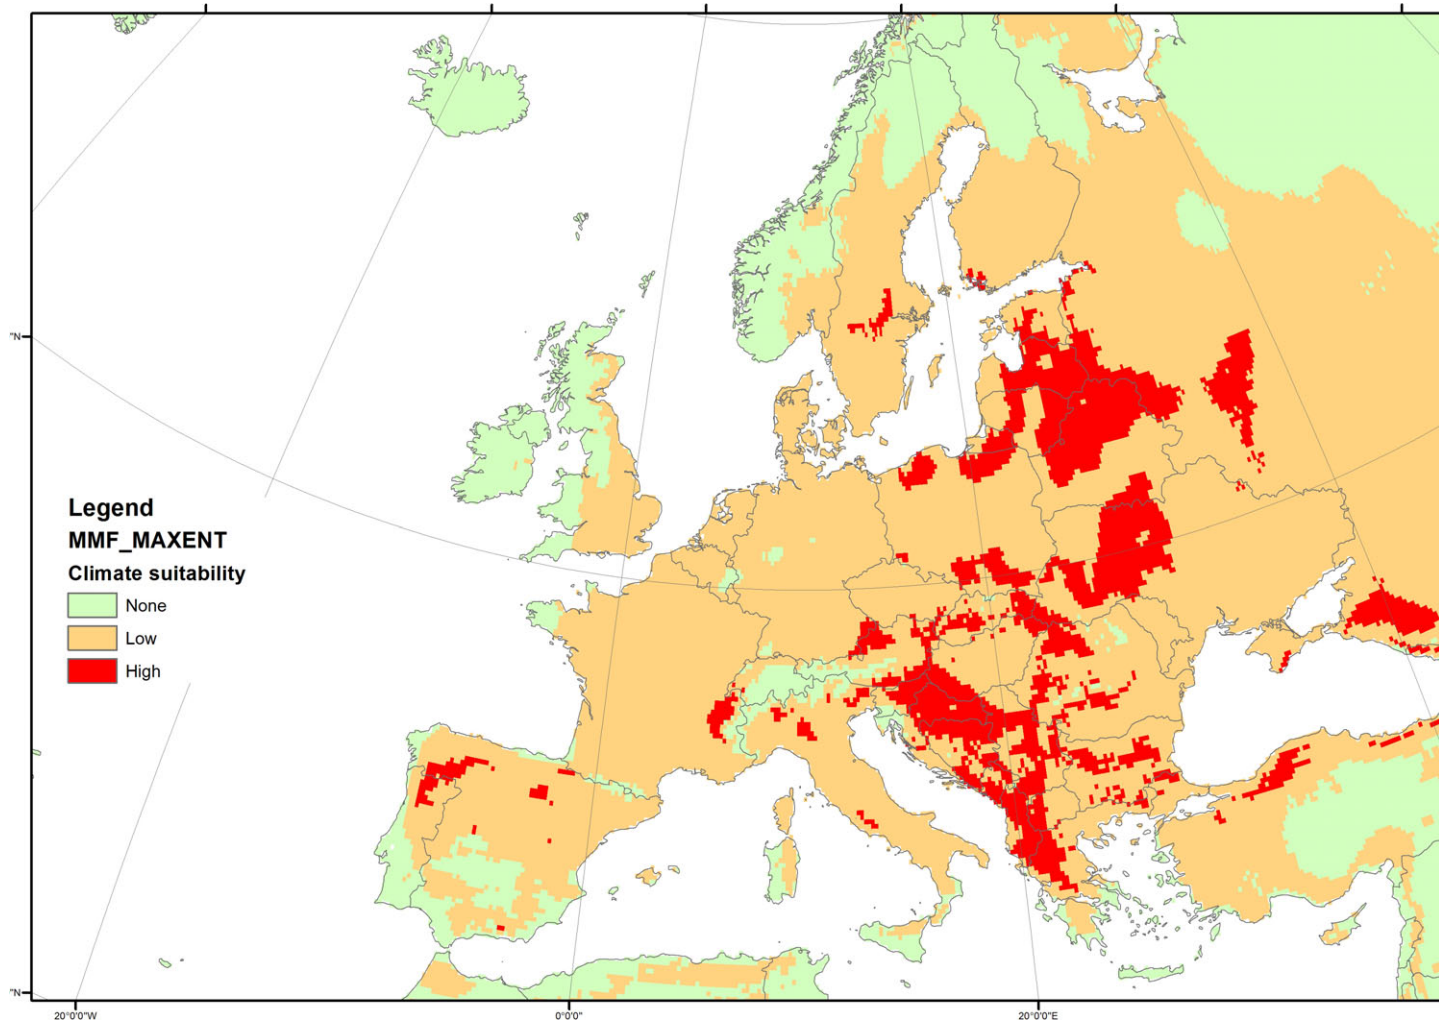 "N
Legend
MMF_MAXENT
Climate suitability
None
Low
High
"N
20°0'0"W
0°0'0"
20°0'0"E